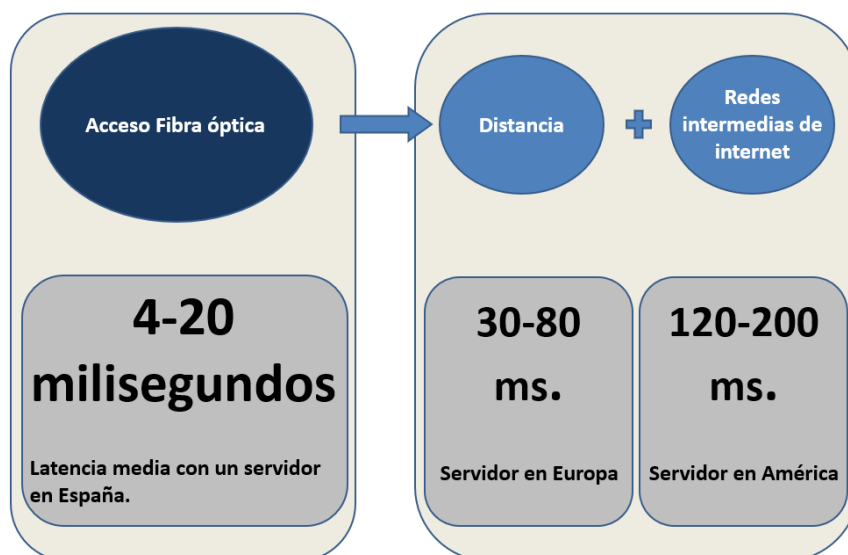 Acceso Fibra óptica
Distancia
Redes
intermedias de
internet
4-20
milisegundos
Latencia media con un servidor
en España.
30-80
ms.
Servidor en Europa
120-200
ms.
Servidor en América